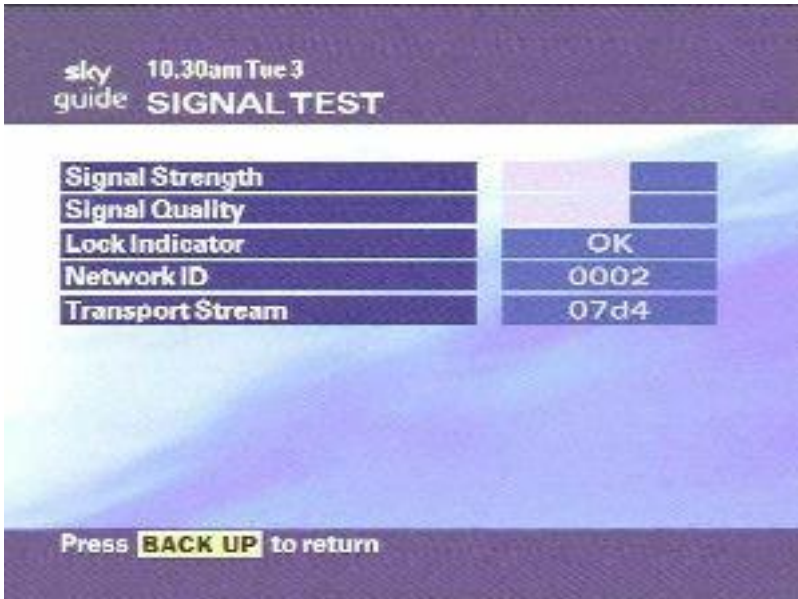 sky guide
10.30am Tue 3
SIGNAL TEST
Signal Strength
Signal Quality
Lock Indicator OK
Network ID 0002
Transport Stream 07d4
Press BACK UP to return